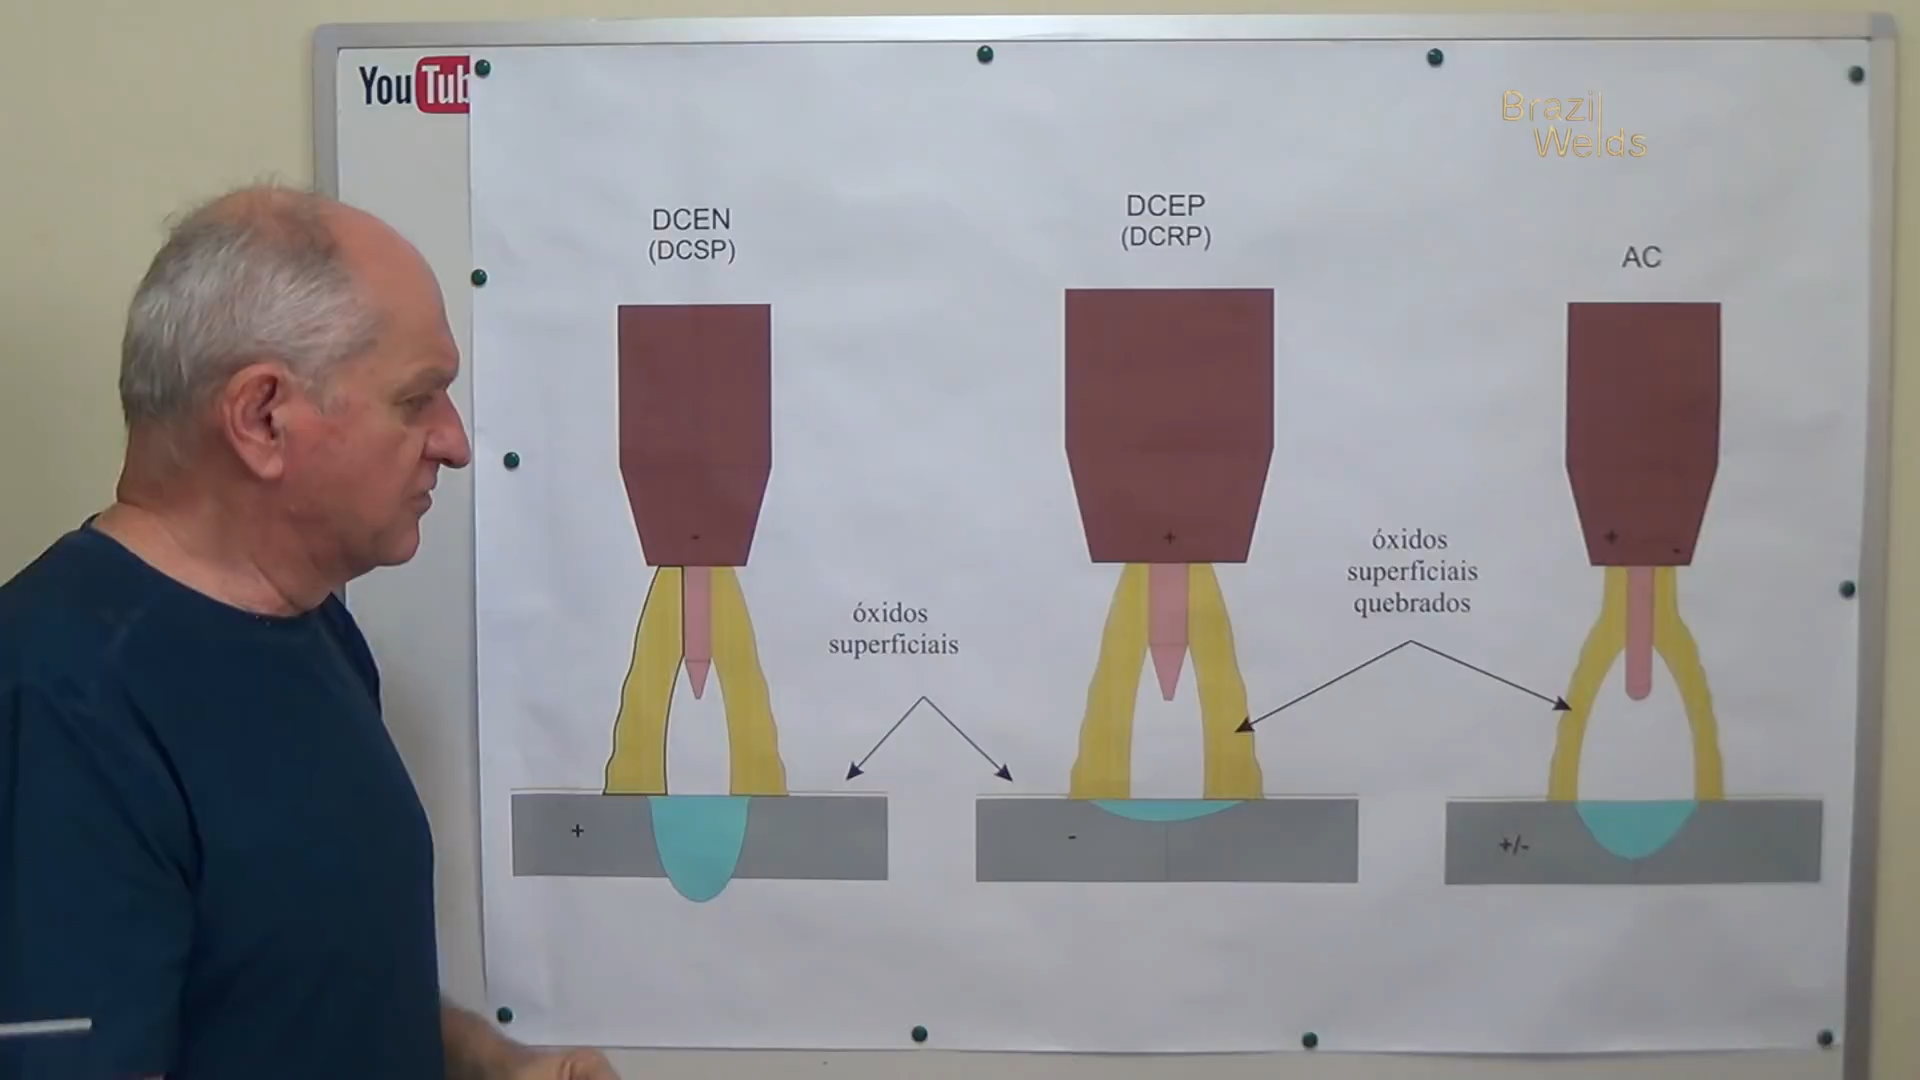 YouTub
Brazil
Welds
DCEN
(DCSP)
DCEP
(DCRP)
AC
-
+
+ -
óxidos
superficiais
óxidos
superficiais
quebrados
+
-
+/-